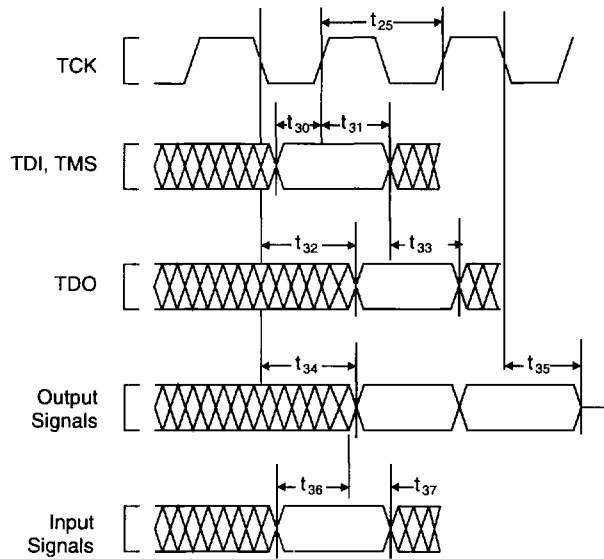 t25
TCK
t30
t31
TDI, TMS
t32
t33
TDO
t34
t35
Output
Signals
t36
t37
Input
Signals